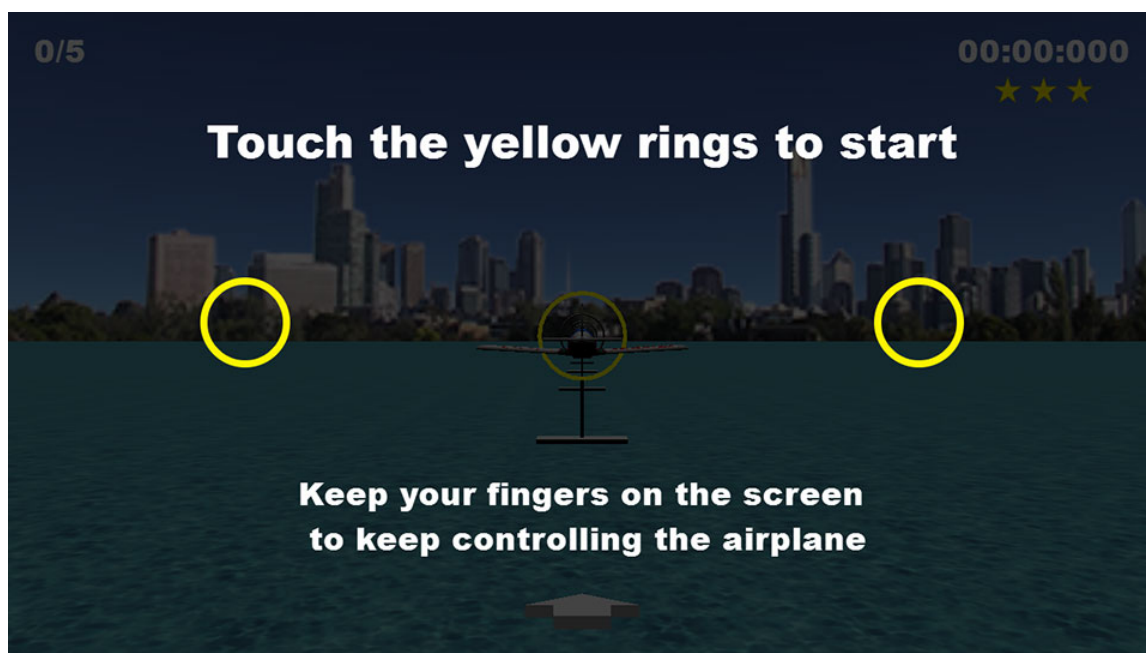 0/5
00:00:000
Touch the yellow rings to start
Keep your fingers on the screen
to keep controlling the airplane